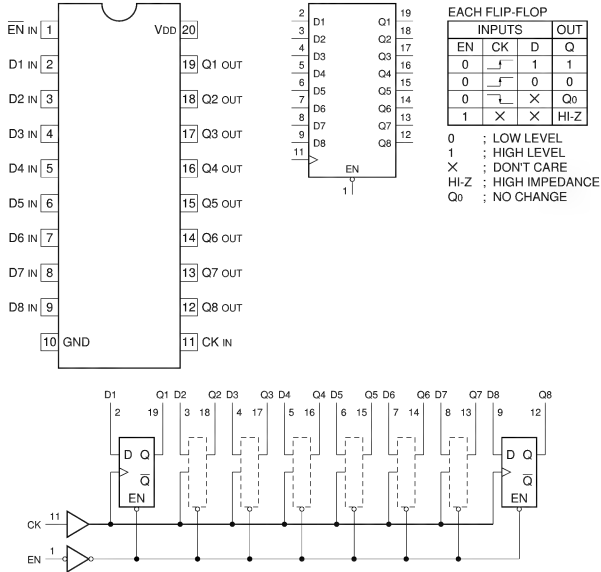 EN IN 1
VDD 20
D1 IN 2
19 Q1 OUT
D2 IN 3
18 Q2 OUT
D3 IN 4
17 Q3 OUT
D4 IN 5
16 Q4 OUT
D5 IN 6
15 Q5 OUT
D6 IN 7
14 Q6 OUT
D7 IN 8
13 Q7 OUT
D8 IN 9
12 Q8 OUT
10 GND
11 CK IN
2 D1 Q1 19
3 D2 Q2 18
4 D3 Q3 17
5 D4 Q4 16
6 D5 Q5 15
7 D6 Q6 14
8 D7 Q7 13
9 D8 Q8 12
11
EN
1
EACH FLIP-FLOP
INPUTS OUT
EN CK D Q
0 1 1
0 0 0
0 × Q0
1 × × HI-Z
0 ; LOW LEVEL
1 ; HIGH LEVEL
× ; DON'T CARE
HI-Z ; HIGH IMPEDANCE
Q0 ; NO CHANGE
D1 Q1 D2 Q2 D3 Q3 D4 Q4 D5 Q5 D6 Q6 D7 Q7 D8 Q8
2 19 3 18 4 17 5 16 6 15 7 14 8 13 9 12
D Q D Q
Q Q
EN EN
CK 11
EN 1